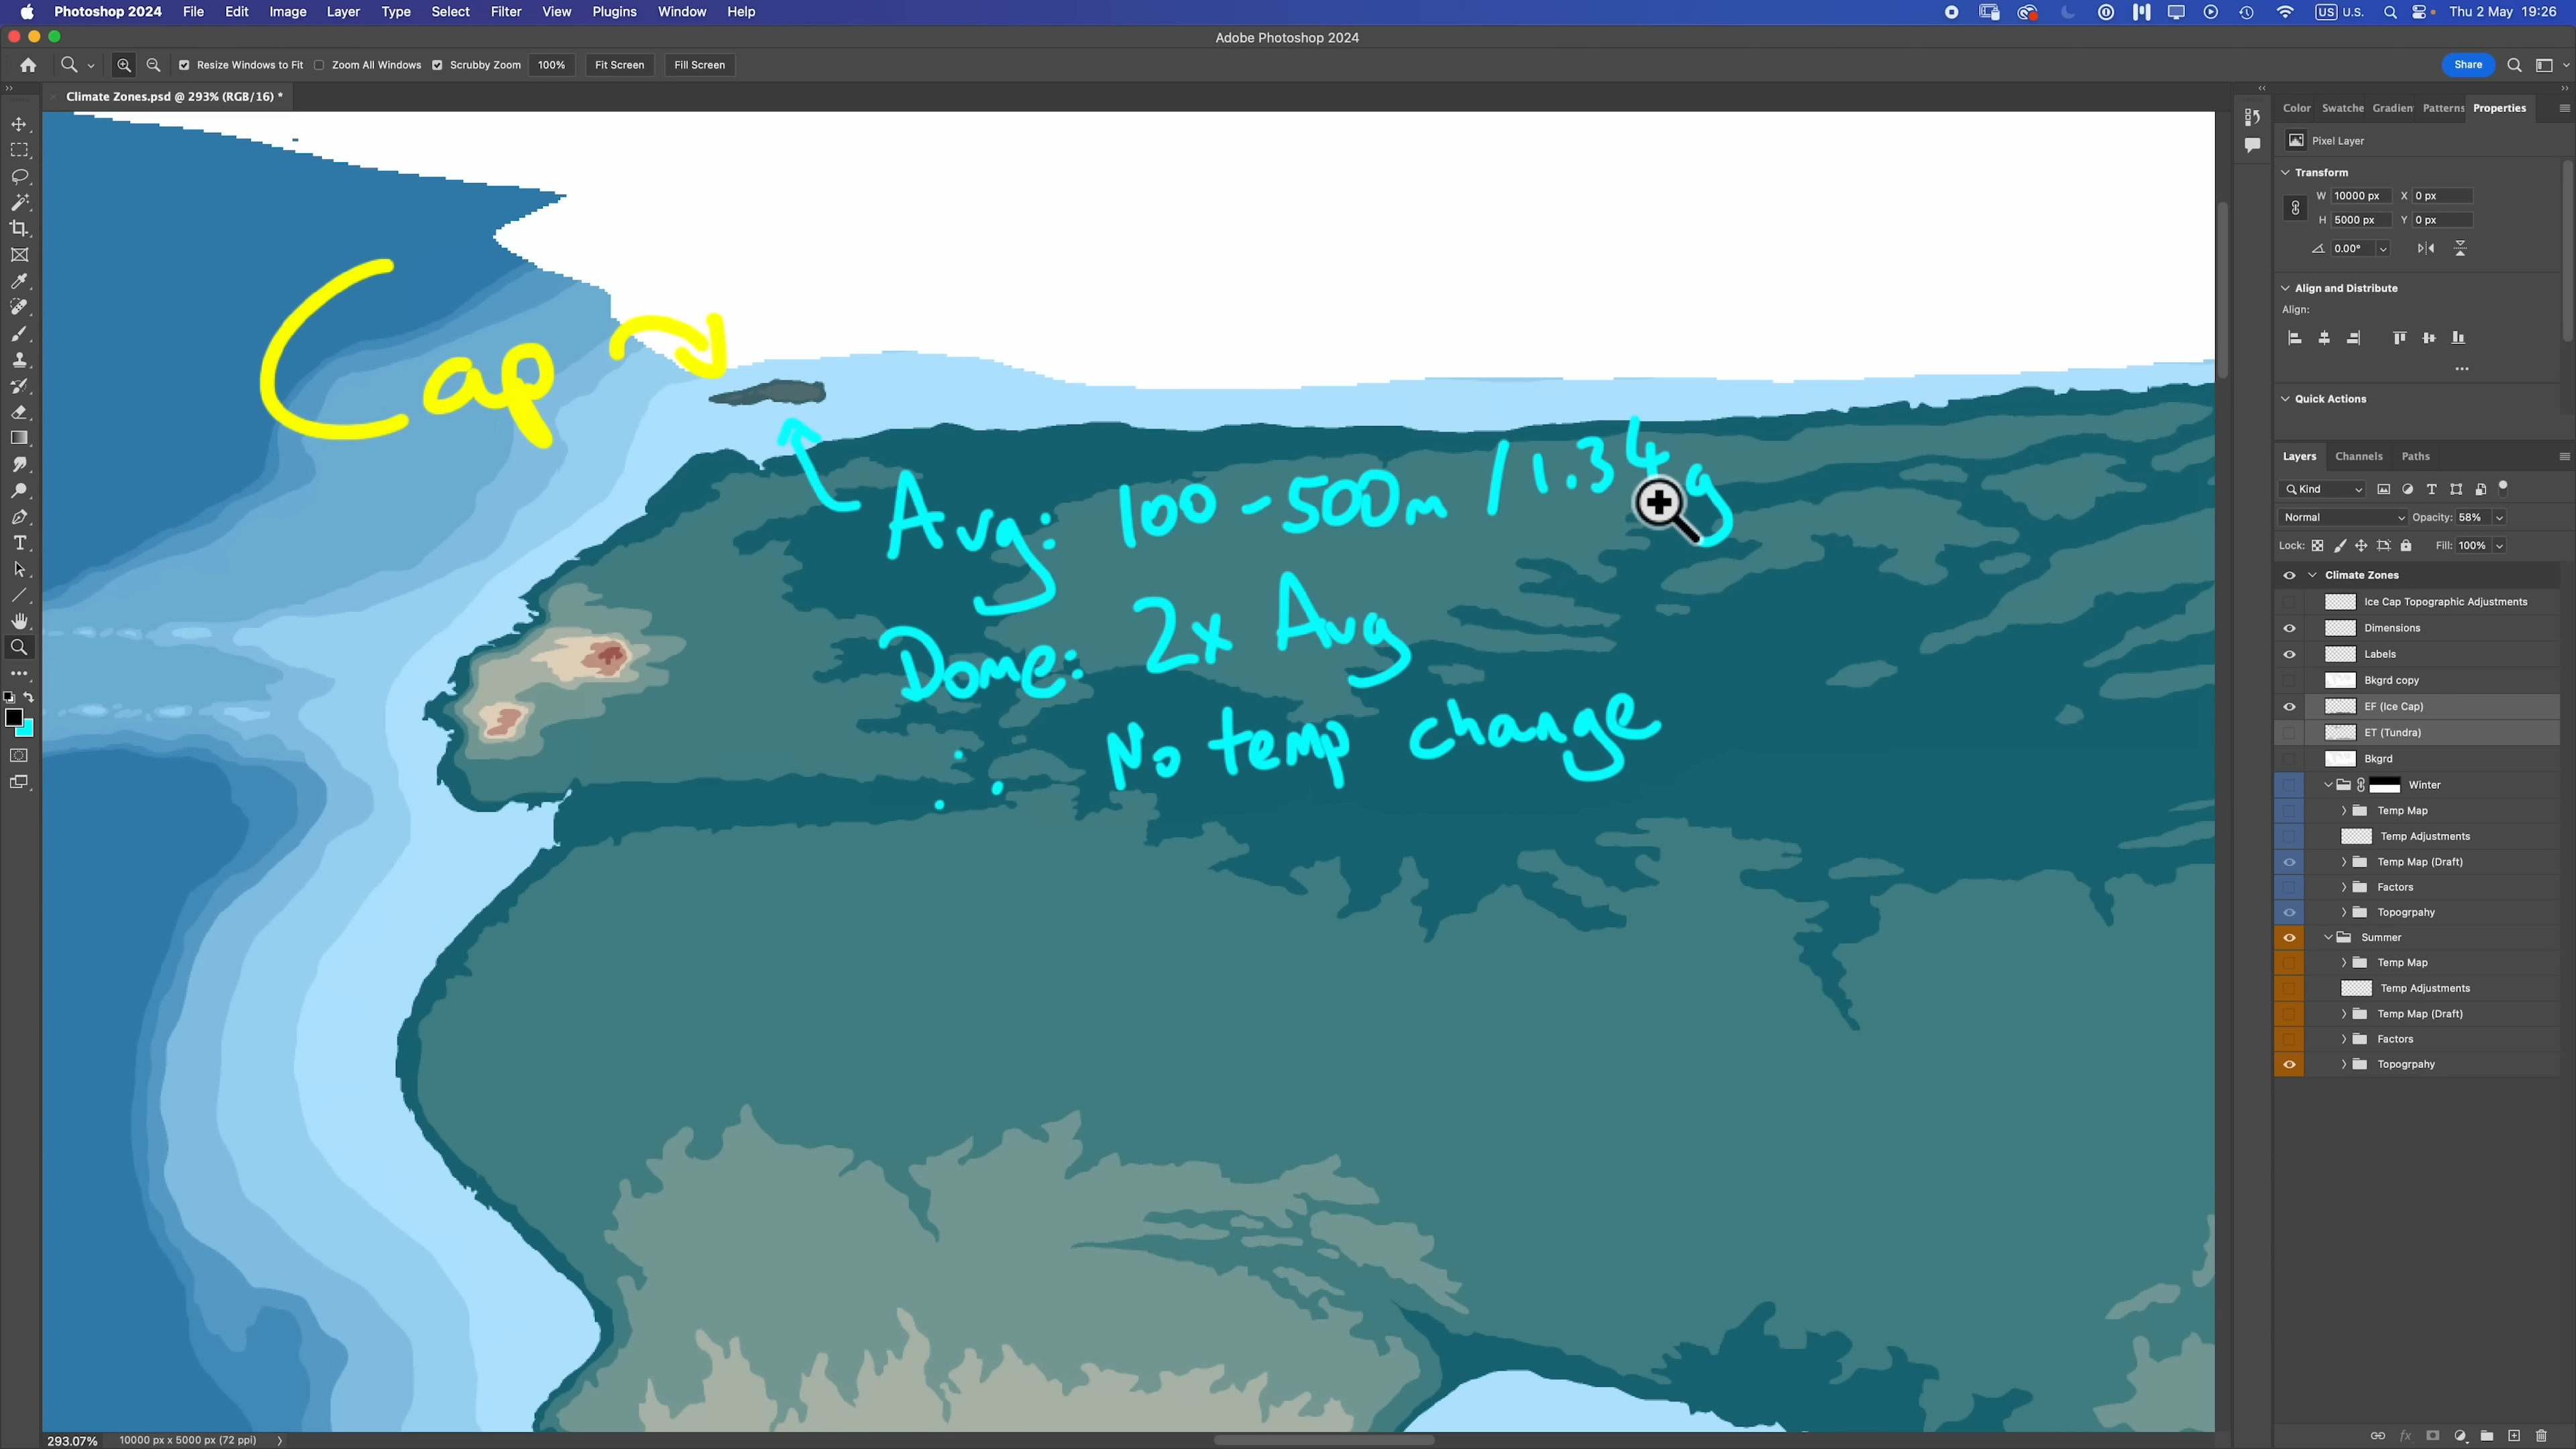 Photoshop 2024 File Edit Image Layer Type Select Filter View Plugins Window Help US U.S. Thu 2 May 19:26
Adobe Photoshop 2024
Resize Windows to Fit Zoom All Windows Scrubby Zoom 100% Fit Screen Fill Screen Share
Climate Zones.psd @ 293% (RGB/16) *
Color Swatche Gradien Patterns Properties
Pixel Layer
Transform
W 10000 px X 0 px
H 5000 px Y 0 px
0.00°
Align and Distribute
Align:
Quick Actions
Cap
Avg: 100-500m / 1.34g
Dome: 2x Avg
∴ No temp change
Layers Channels Paths
Kind
Normal Opacity: 58%
Lock: Fill: 100%
Climate Zones
Ice Cap Topographic Adjustments
Dimensions
Labels
Bkgrd copy
EF (Ice Cap)
ET (Tundra)
Bkgrd
Winter
Temp Map
Temp Adjustments
Temp Map (Draft)
Factors
Topogrpahy
Summer
Temp Map
Temp Adjustments
Temp Map (Draft)
Factors
Topogrpahy
293.07% 10000 px x 5000 px (72 ppi)